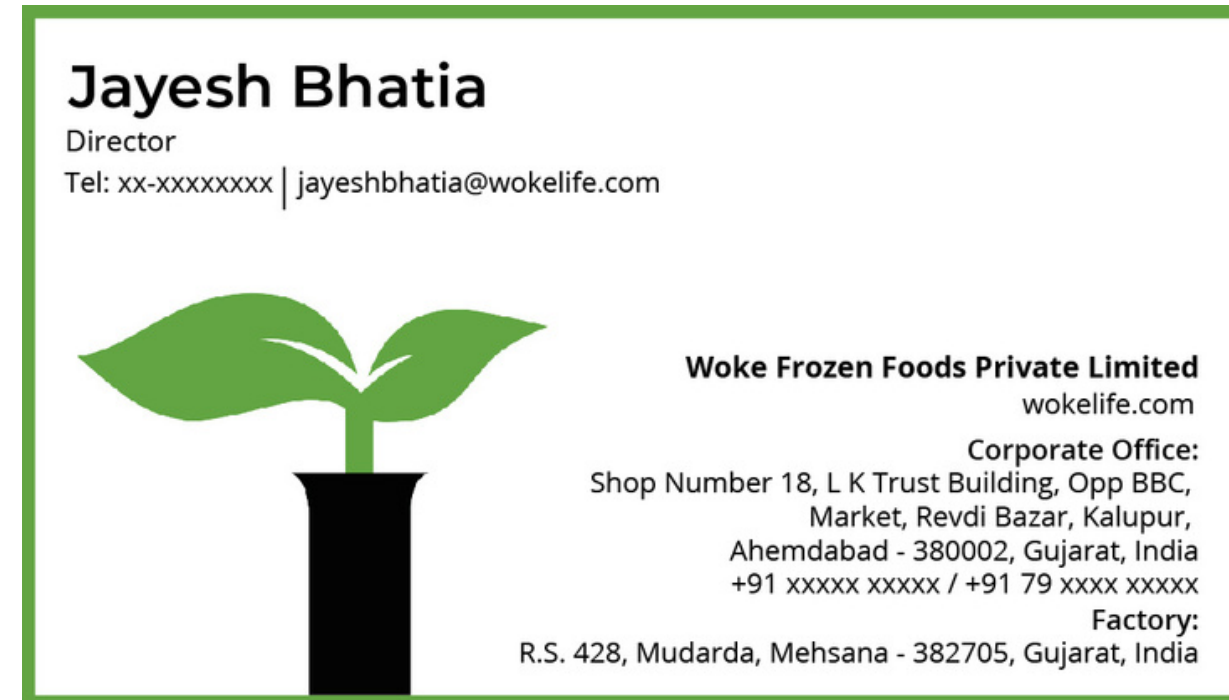 Jayesh Bhatia
Director
Tel: xx-xxxxxxxx | jayeshbhatia@wokelife.com
Woke Frozen Foods Private Limited
wokelife.com
Corporate Office:
Shop Number 18, L K Trust Building, Opp BBC,
Market, Revdi Bazar, Kalupur,
Ahemdabad - 380002, Gujarat, India
+91 xxxxx xxxxx / +91 79 xxxx xxxxx
Factory:
R.S. 428, Mudarda, Mehsana - 382705, Gujarat, India